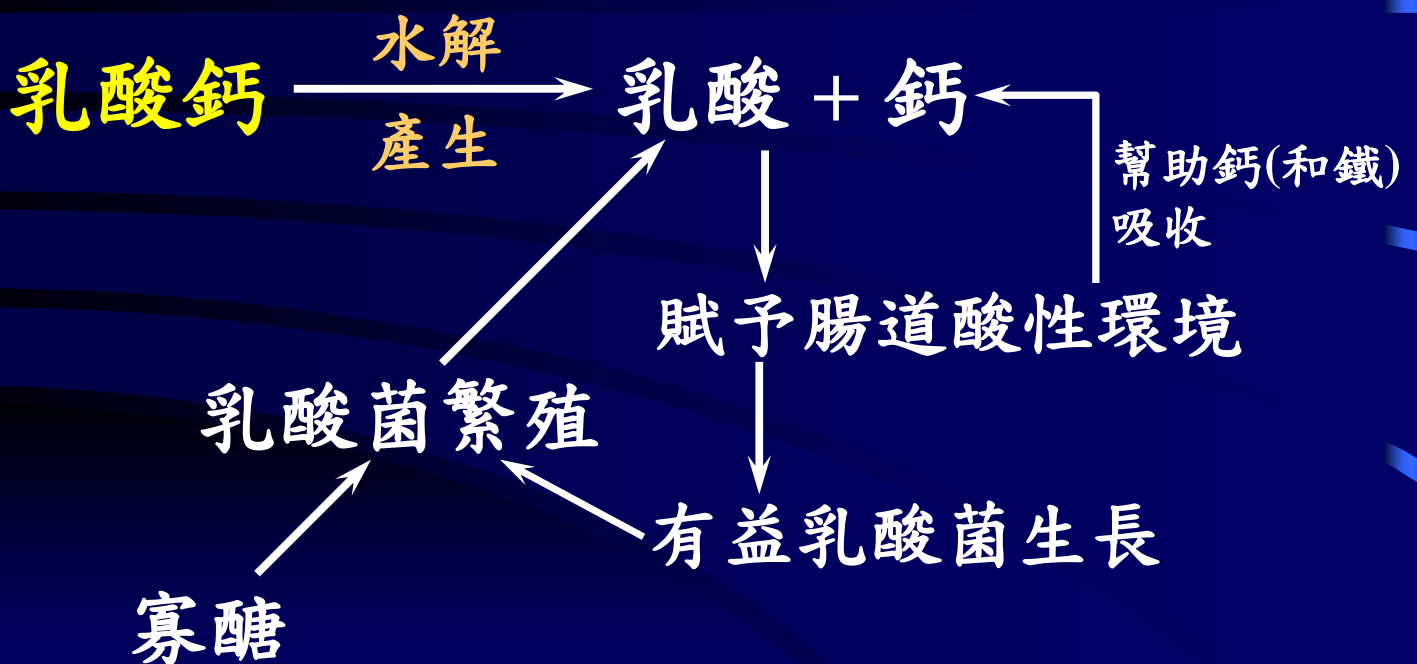 水解
乳酸鈣
乳酸 + 鈣
產生
幫助鈣(和鐵)
吸收
賦予腸道酸性環境
乳酸菌繁殖
有益乳酸菌生長
寡醣